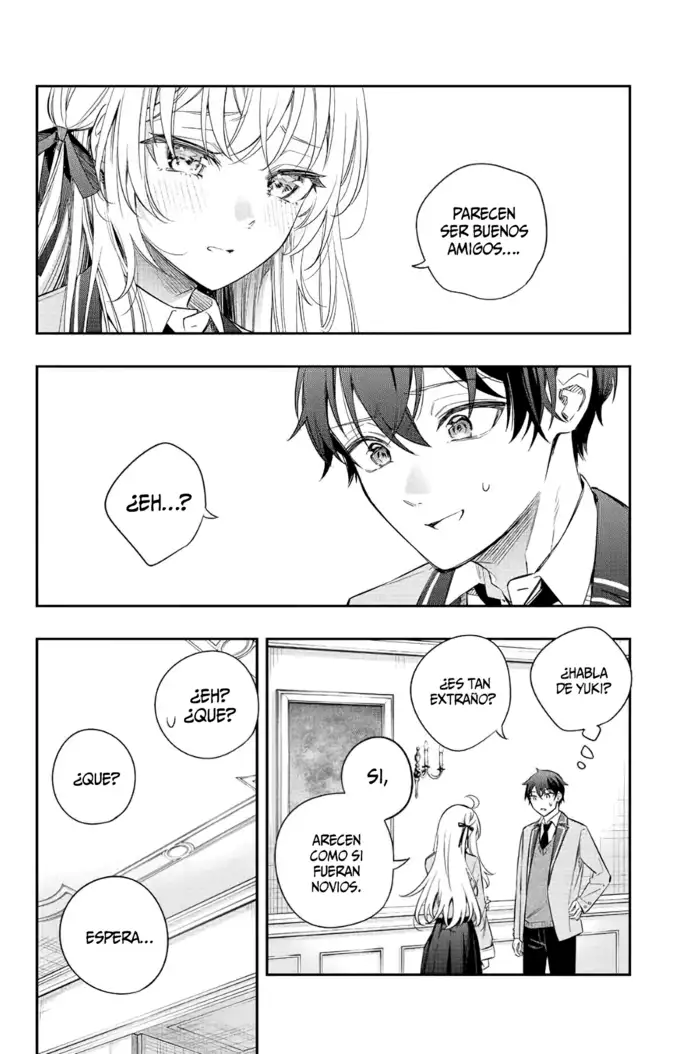 PARECEN
SER BUENOS
AMIGOS....
¿EH...?
¿HABLA
DE YUKI?
¿ES TAN
EXTRAÑO?
SI,
ARECEN
COMO SI
FUERAN
NOVIOS.
¿EH?
¿QUE?
¿QUE?
ESPERA...